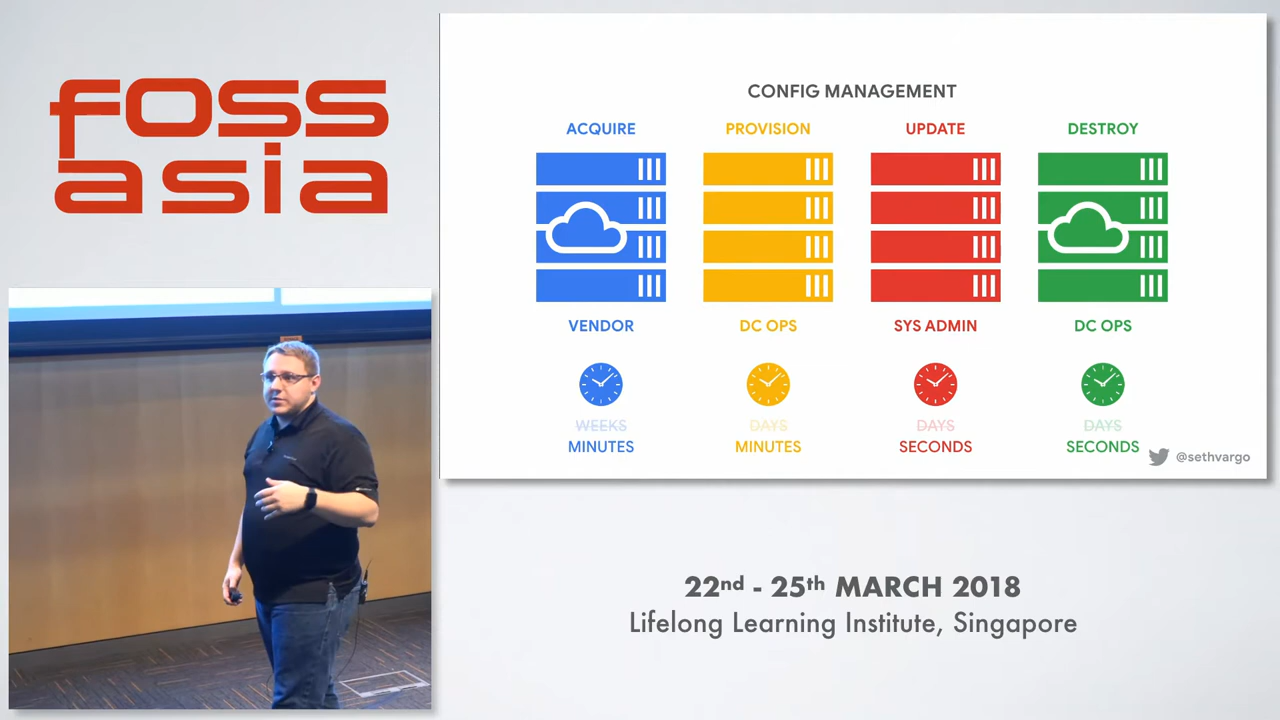 foss
asia
CONFIG MANAGEMENT
ACQUIRE PROVISION UPDATE DESTROY
VENDOR DC OPS SYS ADMIN DC OPS
WEEKS DAYS DAYS DAYS
MINUTES MINUTES SECONDS SECONDS
@sethvargo
22nd - 25th MARCH 2018
Lifelong Learning Institute, Singapore